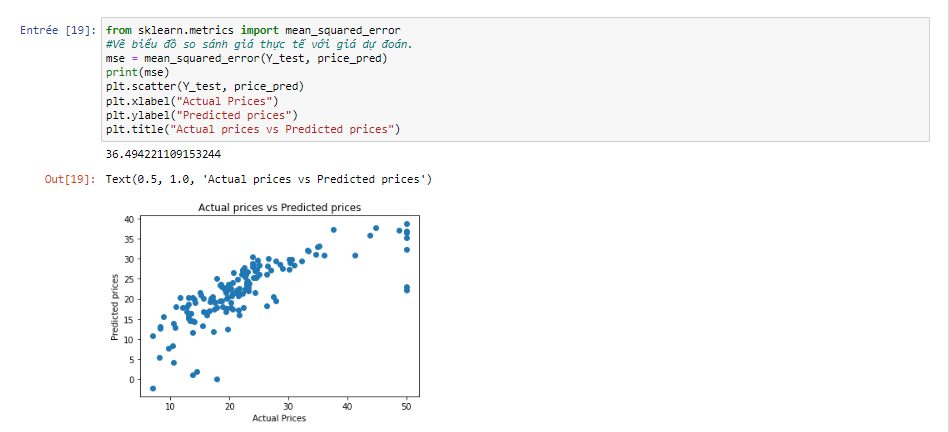 Entrée [19]: from sklearn.metrics import mean_squared_error
#Vẽ biểu đồ so sánh giá thực tế với giá dự đoán.
mse = mean_squared_error(Y_test, price_pred)
print(mse)
plt.scatter(Y_test, price_pred)
plt.xlabel("Actual Prices")
plt.ylabel("Predicted prices")
plt.title("Actual prices vs Predicted prices")
36.494221109153244
Out[19]: Text(0.5, 1.0, 'Actual prices vs Predicted prices')
Actual prices vs Predicted prices
Predicted prices
40
35
30
25
20
15
10
5
0
10 20 30 40 50
Actual Prices